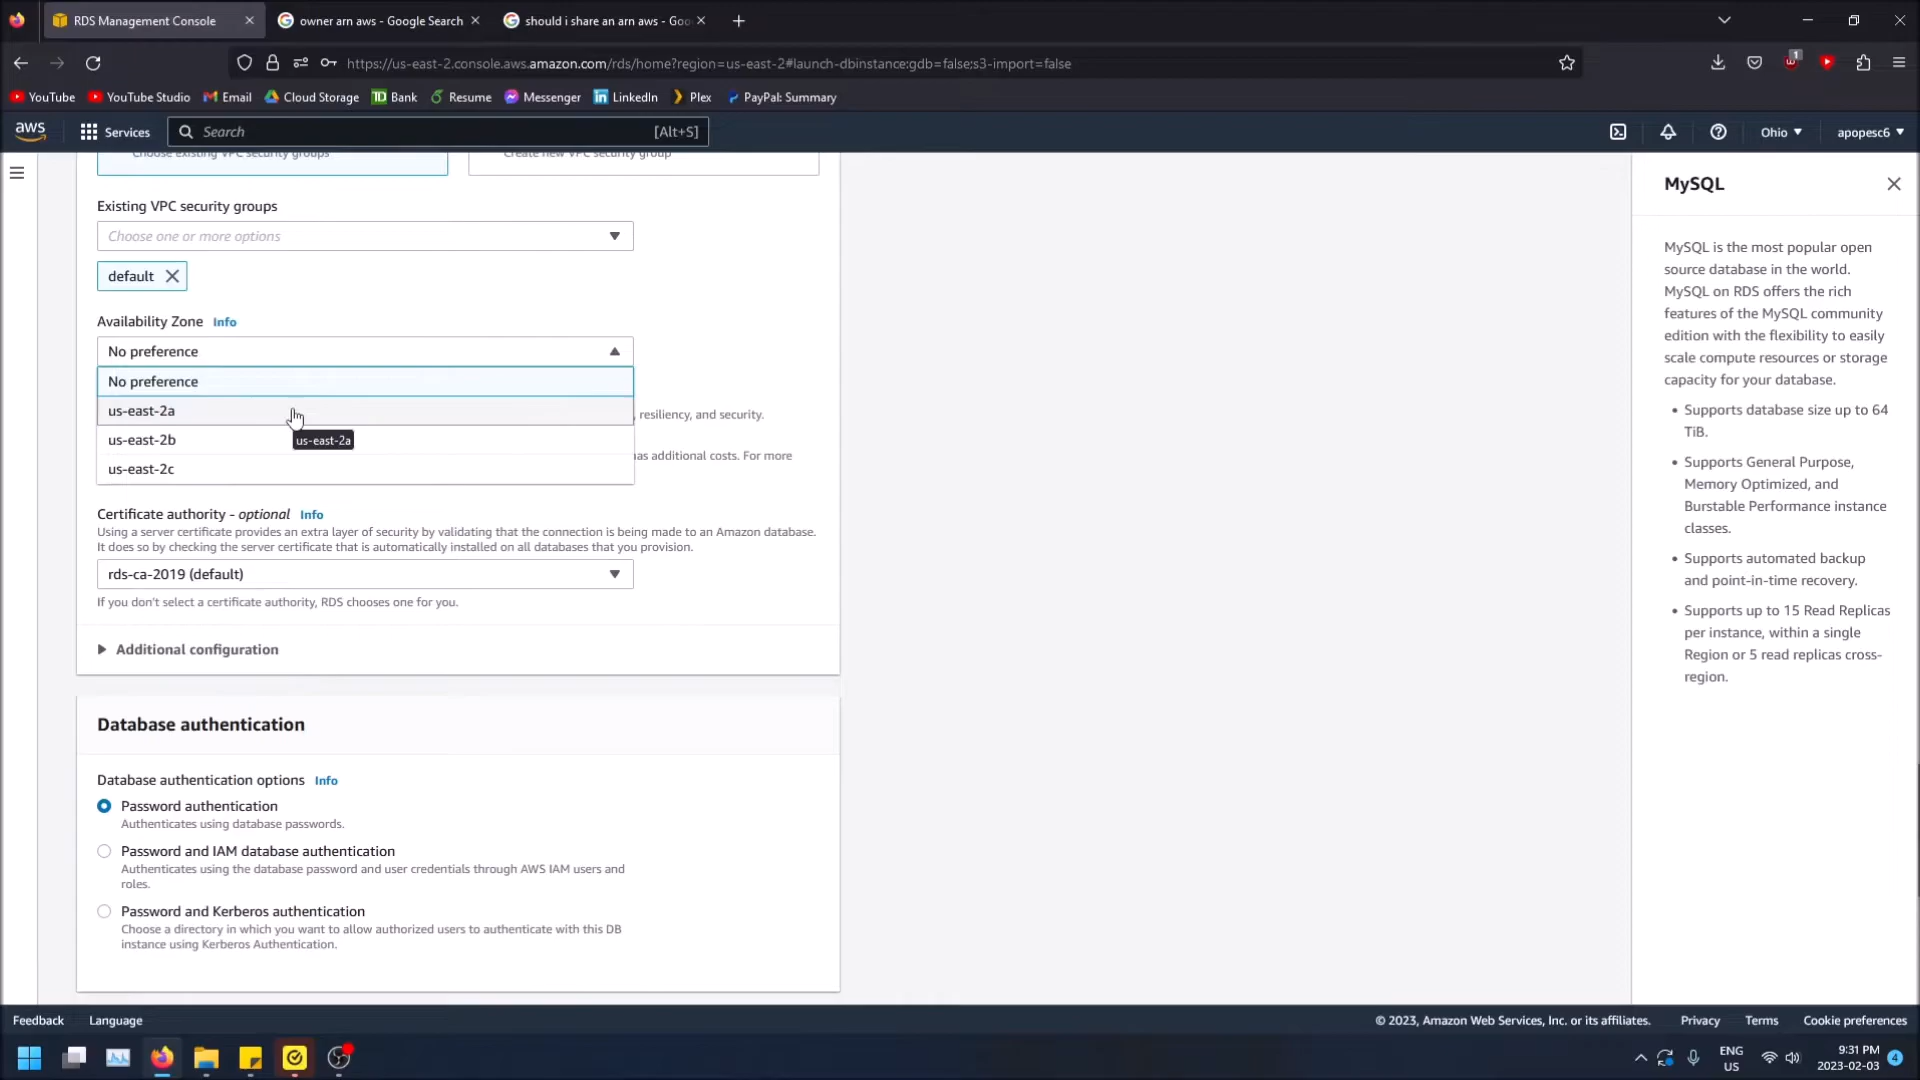 RDS Management Console
owner arn aws - Google Search
should i share an arn aws - Goo
https://us-east-2.console.aws.amazon.com/rds/home?region=us-east-2#launch-dbinstance:gdb=false;s3-import=false
1
YouTube
YouTube Studio
Email
Cloud Storage
TD Bank
Resume
Messenger
LinkedIn
Plex
PayPal: Summary
aws
Services
Search
[Alt+S]
Ohio
apopesc6
Choose existing VPC security groups
Create new VPC security group
Existing VPC security groups
Choose one or more options
default
Availability Zone Info
No preference
No preference
us-east-2a
resiliency, and security.
us-east-2b
us-east-2a
has additional costs. For more
us-east-2c
Certificate authority - optional Info
Using a server certificate provides an extra layer of security by validating that the connection is being made to an Amazon database.
It does so by checking the server certificate that is automatically installed on all databases that you provision.
rds-ca-2019 (default)
If you don't select a certificate authority, RDS chooses one for you.
Additional configuration
Database authentication
Database authentication options Info
Password authentication
Authenticates using database passwords.
Password and IAM database authentication
Authenticates using the database password and user credentials through AWS IAM users and
roles.
Password and Kerberos authentication
Choose a directory in which you want to allow authorized users to authenticate with this DB
instance using Kerberos Authentication.
MySQL
MySQL is the most popular open
source database in the world.
MySQL on RDS offers the rich
features of the MySQL community
edition with the flexibility to easily
scale compute resources or storage
capacity for your database.
• Supports database size up to 64
TiB.
• Supports General Purpose,
Memory Optimized, and
Burstable Performance instance
classes.
• Supports automated backup
and point-in-time recovery.
• Supports up to 15 Read Replicas
per instance, within a single
Region or 5 read replicas cross-
region.
Feedback
Language
© 2023, Amazon Web Services, Inc. or its affiliates.
Privacy
Terms
Cookie preferences
ENG
US
9:31 PM
2023-02-03
4